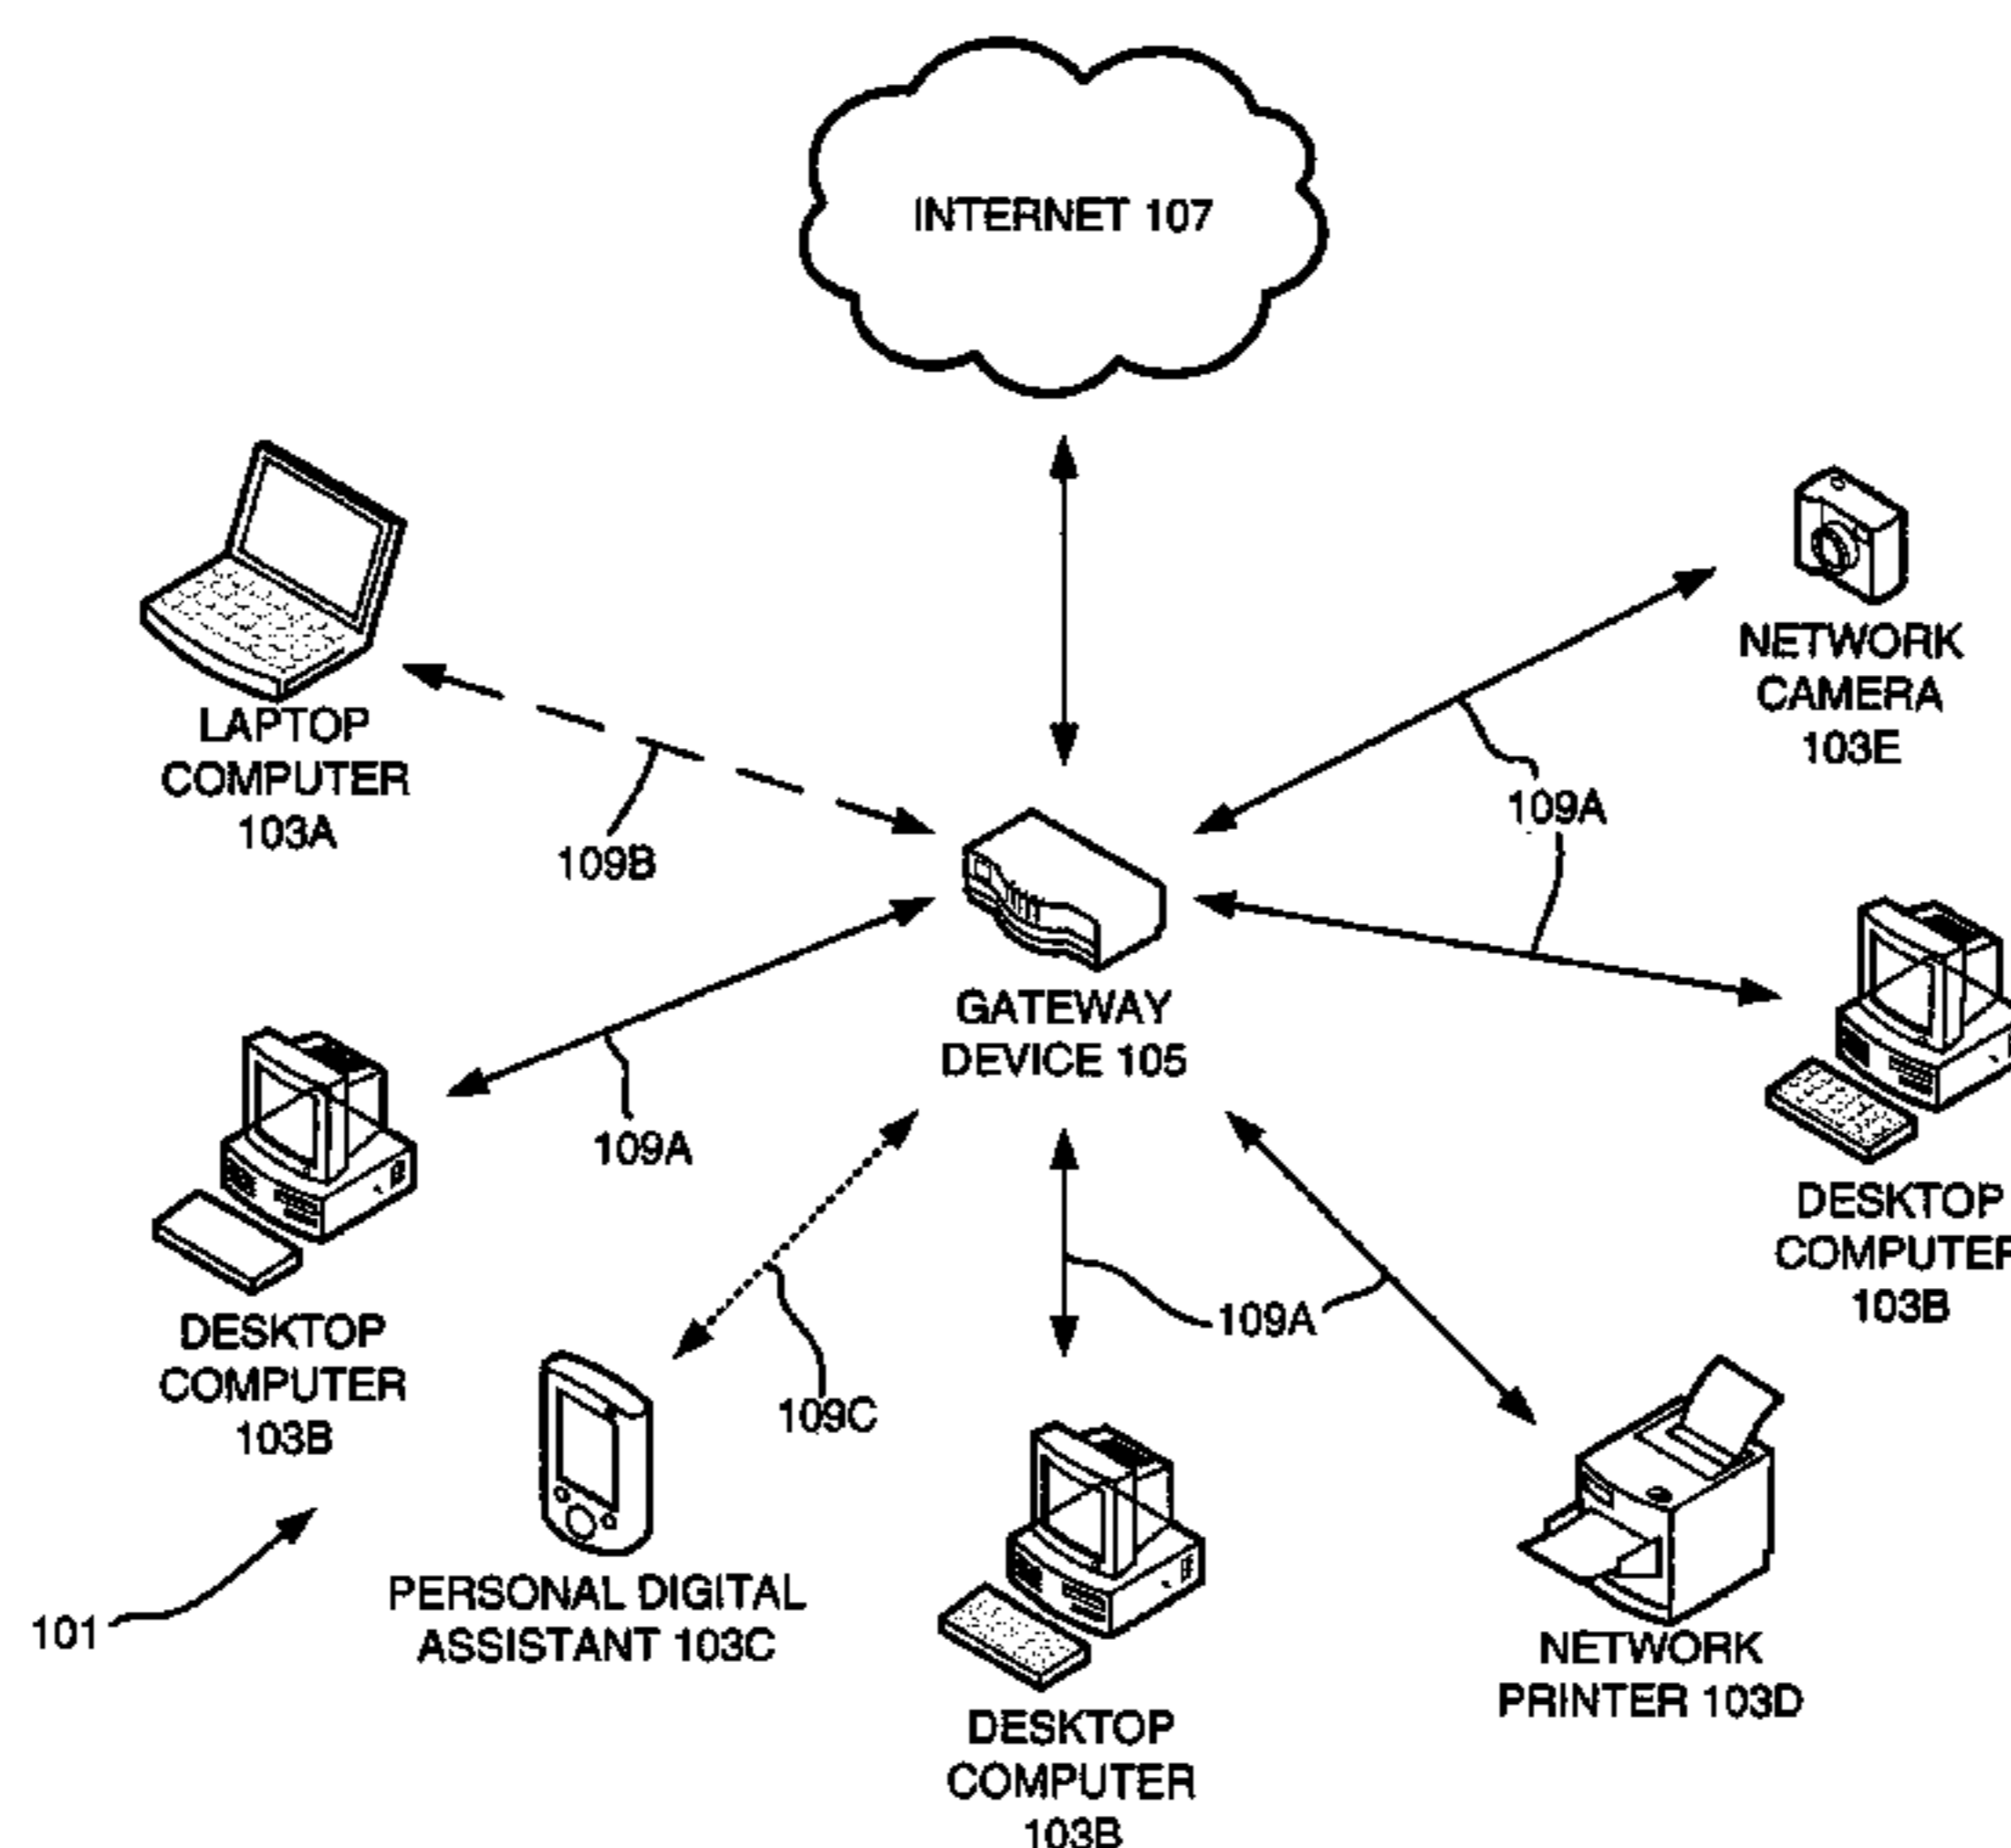 INTERNET 107
LAPTOP
COMPUTER
103A
109B
NETWORK
CAMERA
103E
109A
GATEWAY
DEVICE 105
109A
DESKTOP
COMPUTER
103B
DESKTOP
COMPUTER
103B
109C
109A
101
PERSONAL DIGITAL
ASSISTANT 103C
DESKTOP
COMPUTER
103B
NETWORK
PRINTER 103D